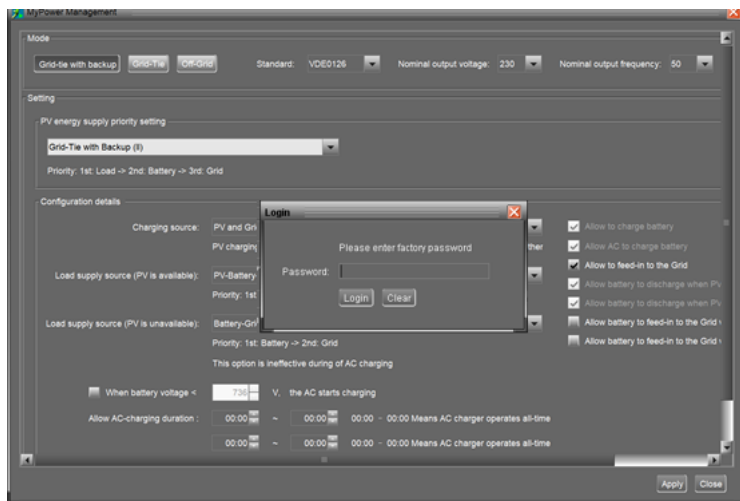 MyPower Management
Mode
Grid-tie with backup Grid-Tie Off-Grid Standard: VDE0126 Nominal output voltage: 230 Nominal output frequency: 50
Setting
PV energy supply priority setting
Grid-Tie with Backup (II)
Priority: 1st: Load -> 2nd: Battery -> 3rd: Grid
Configuration details
Login
Charging source: PV and Gri Allow to charge battery
PV charging Please enter factory password ther Allow AC to charge battery
Allow to feed-in to the Grid
Password:
Load supply source (PV is available): PV-Battery- Allow battery to discharge when PV
Priority: 1st Login Clear Allow battery to discharge when PV
Load supply source (PV is unavailable): Battery-Gri Allow battery to feed-in to the Grid
Priority: 1st: Battery -> 2nd: Grid Allow battery to feed-in to the Grid
This option is ineffective during of AC charging
When battery voltage < 736 V, the AC starts charging
Allow AC-charging duration : 00:00 ~ 00:00 00:00 - 00:00 Means AC charger operates all-time
00:00 ~ 00:00 00:00 - 00:00 Means AC charger operates all-time
Apply Close